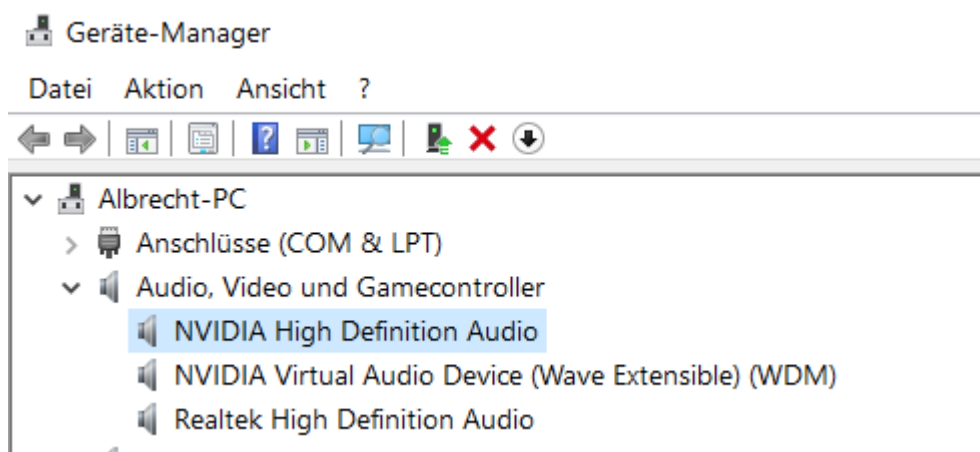 Geräte-Manager
Datei Aktion Ansicht ?
Albrecht-PC
Anschlüsse (COM & LPT)
Audio, Video und Gamecontroller
NVIDIA High Definition Audio
NVIDIA Virtual Audio Device (Wave Extensible) (WDM)
Realtek High Definition Audio